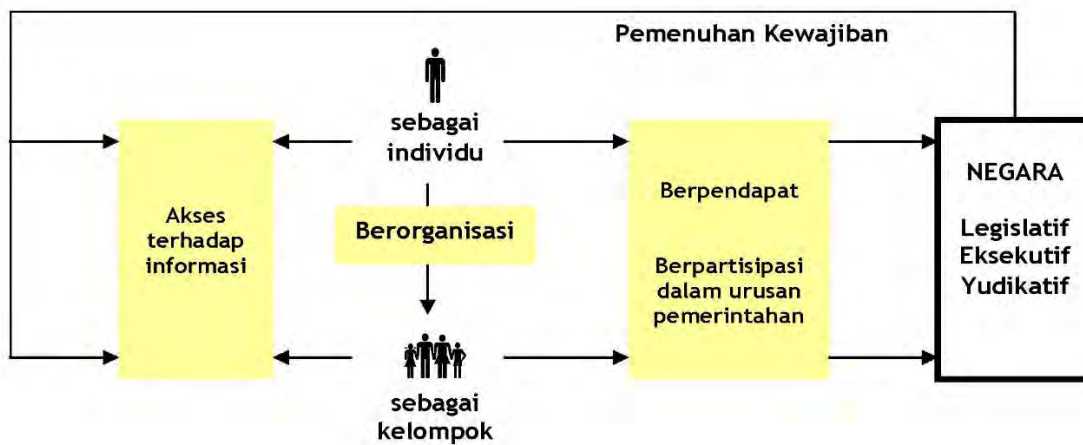 Pemenuhan Kewajiban
sebagai
individu
Akses
terhadap
informasi
Berorganisasi
Berpendapat
Berpartisipasi
dalam urusan
pemerintahan
NEGARA
Legislatif
Eksekutif
Yudikatif
sebagai
kelompok